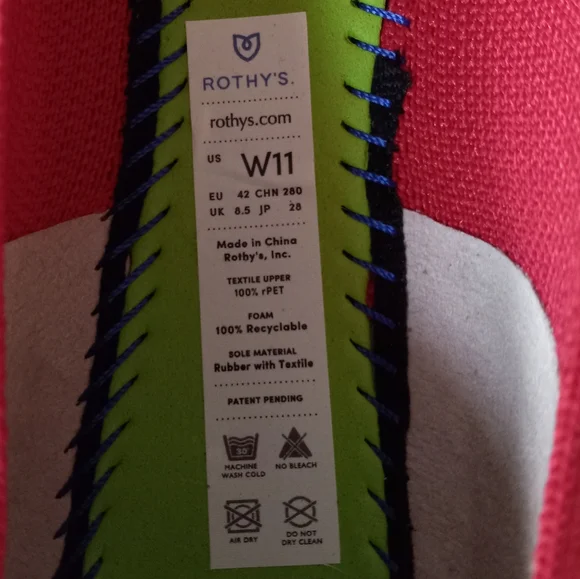 ROTHY'S.
rothys.com
US W11
EU 42 CHN 280
UK 8.5 JP 28
Made in China
Rothy's, Inc.
TEXTILE UPPER
100% rPET
FOAM
100% Recyclable
SOLE MATERIAL
Rubber with Textile
PATENT PENDING
30°
MACHINE WASH COLD
NO BLEACH
AIR DRY
DO NOT DRY CLEAN